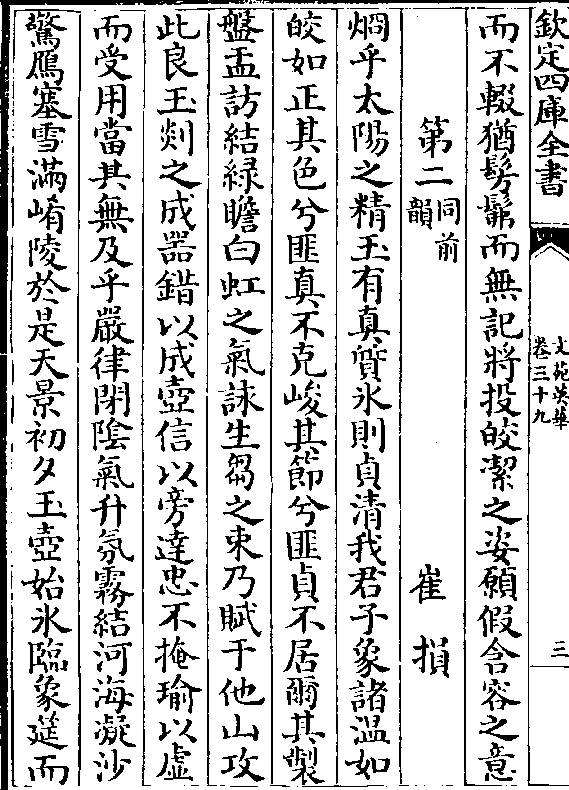 欽定四庫全書
文苑英華
卷三十九
三
而不輟猶髣髴而無記將投皎潔之姿願假含容之意
第二同前韻 崔損
烱乎太陽之精玉有真質氷則貞清我君子象諸温如
皎如正其色兮匪真不克峻其節兮匪貞不居爾其製
盤盂訪結緑瞻白虹之氣詠生芻之束乃賦于他山攻
此良玉剡之成器錯以成壺信以旁達忠不掩瑜以虚
而受用當其無及乎嚴律閉隂氣升氛霧結河海凝沙
驚鴈塞雪滿崤陵於是天景初夕玉壺始氷臨象筵而